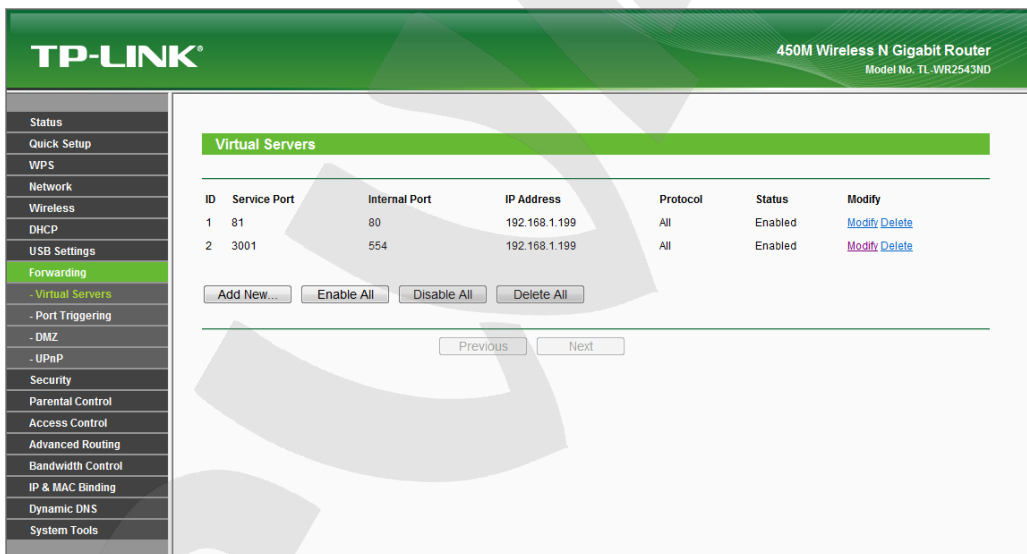 TP-LINK®
450M Wireless N Gigabit Router
Model No. TL-WR2543ND
Status
Quick Setup
WPS
Network
Wireless
DHCP
USB Settings
Forwarding
- Virtual Servers
- Port Triggering
- DMZ
- UPnP
Security
Parental Control
Access Control
Advanced Routing
Bandwidth Control
IP & MAC Binding
Dynamic DNS
System Tools
Virtual Servers
ID Service Port Internal Port IP Address Protocol Status Modify
1 81 80 192.168.1.199 All Enabled Modify Delete
2 3001 554 192.168.1.199 All Enabled Modify Delete
Add New... Enable All Disable All Delete All
Previous Next